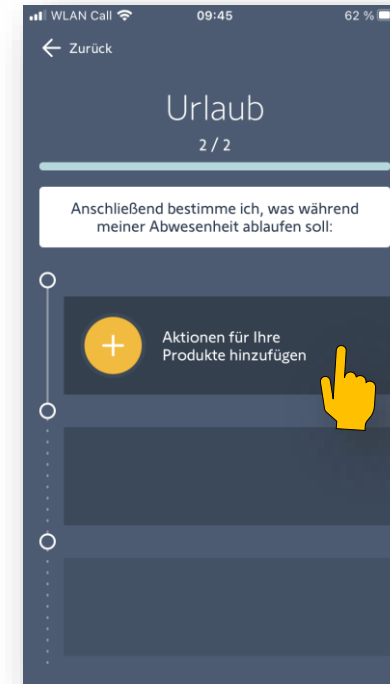 WLAN Call 09:45 62 %
Zurück
Urlaub
2 / 2
Anschließend bestimme ich, was während
meiner Abwesenheit ablaufen soll:
Aktionen für Ihre
Produkte hinzufügen